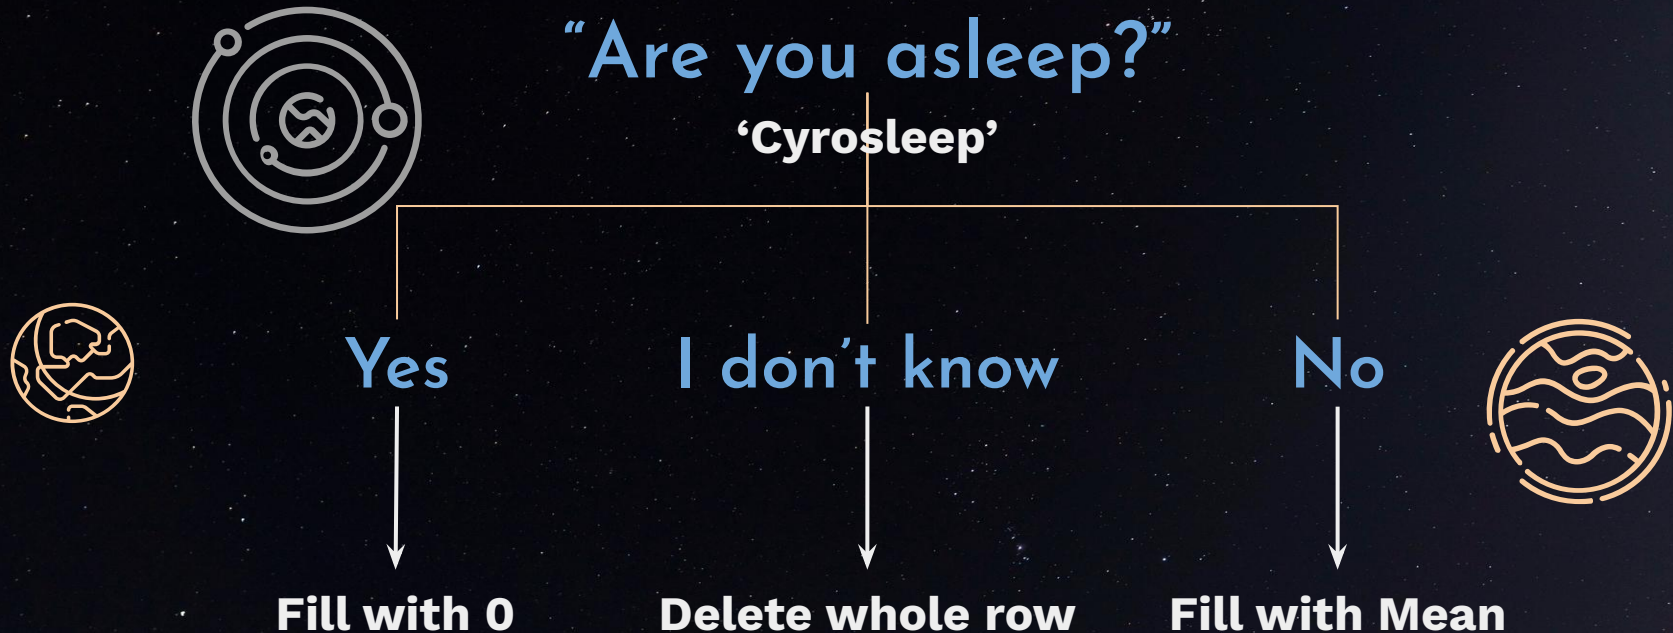 “Are you asleep?”
‘Cyrosleep’
Yes
I don’t know
No
Fill with 0
Delete whole row
Fill with Mean